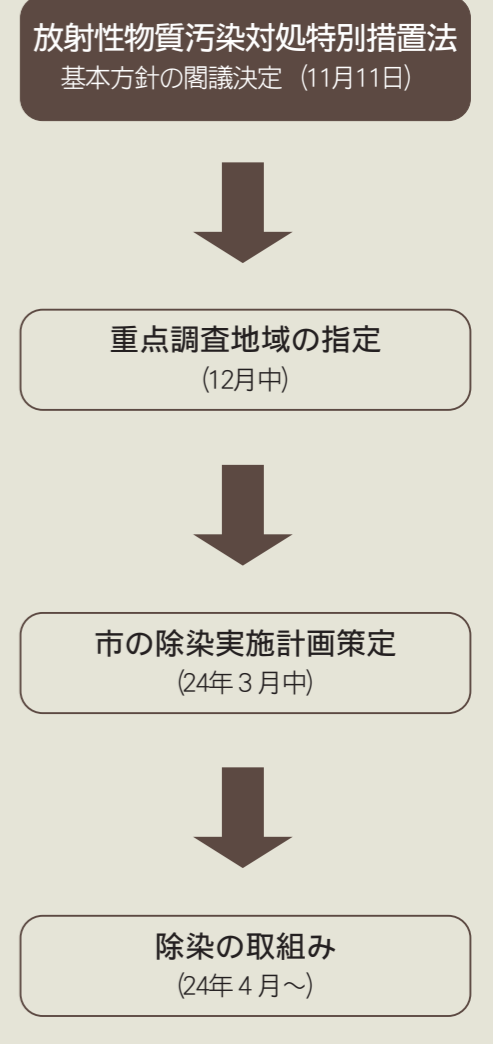 放射性物質汚染対処特別措置法
基本方針の閣議決定（11月11日）
重点調査地域の指定
（12月中）
市の除染実施計画策定
（24年３月中）
除染の取組み
（24年４月～）